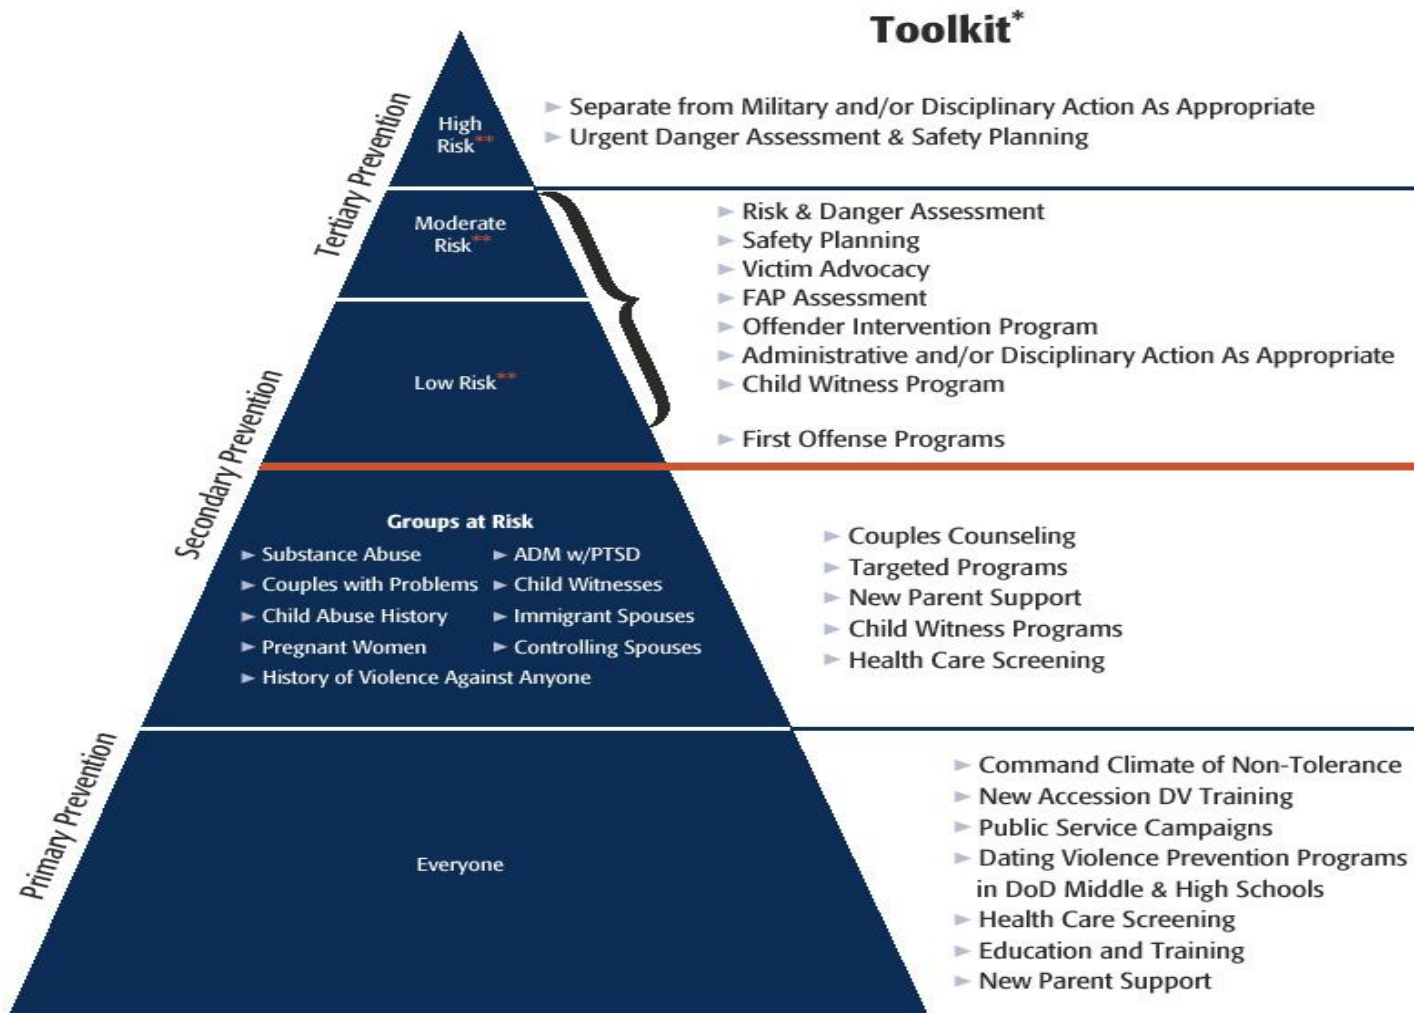 Toolkit*
Tertiary Prevention
High
Risk**
► Separate from Military and/or Disciplinary Action As Appropriate
► Urgent Danger Assessment & Safety Planning
Moderate
Risk**
► Risk & Danger Assessment
► Safety Planning
► Victim Advocacy
► FAP Assessment
► Offender Intervention Program
► Administrative and/or Disciplinary Action As Appropriate
► Child Witness Program
► First Offense Programs
Secondary Prevention
Low Risk**
Groups at Risk
► Substance Abuse
► Couples with Problems
► Child Abuse History
► Pregnant Women
► History of Violence Against Anyone
► ADM w/PTSD
► Child Witnesses
► Immigrant Spouses
► Controlling Spouses
► Couples Counseling
► Targeted Programs
► New Parent Support
► Child Witness Programs
► Health Care Screening
Primary Prevention
Everyone
► Command Climate of Non-Tolerance
► New Accession DV Training
► Public Service Campaigns
► Dating Violence Prevention Programs
in DoD Middle & High Schools
► Health Care Screening
► Education and Training
► New Parent Support